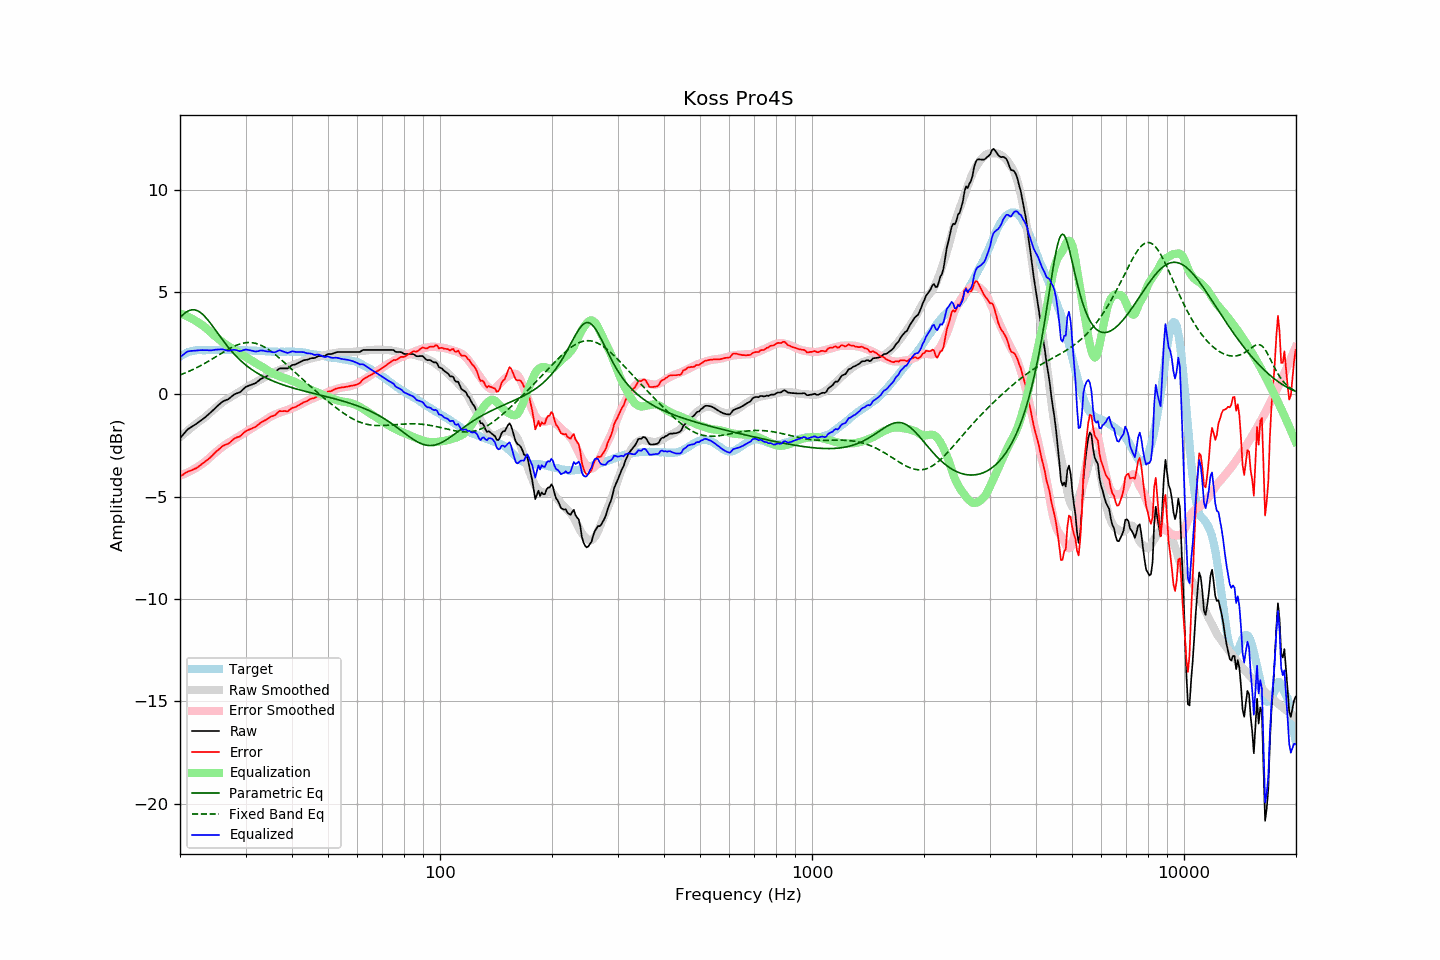 Koss Pro4S
10
5
0
−5
−10
−15
−20
Amplitude (dBr)
Target
Raw Smoothed
Error Smoothed
Raw
Error
Equalization
Parametric Eq
Fixed Band Eq
Equalized
100
1000
10000
Frequency (Hz)